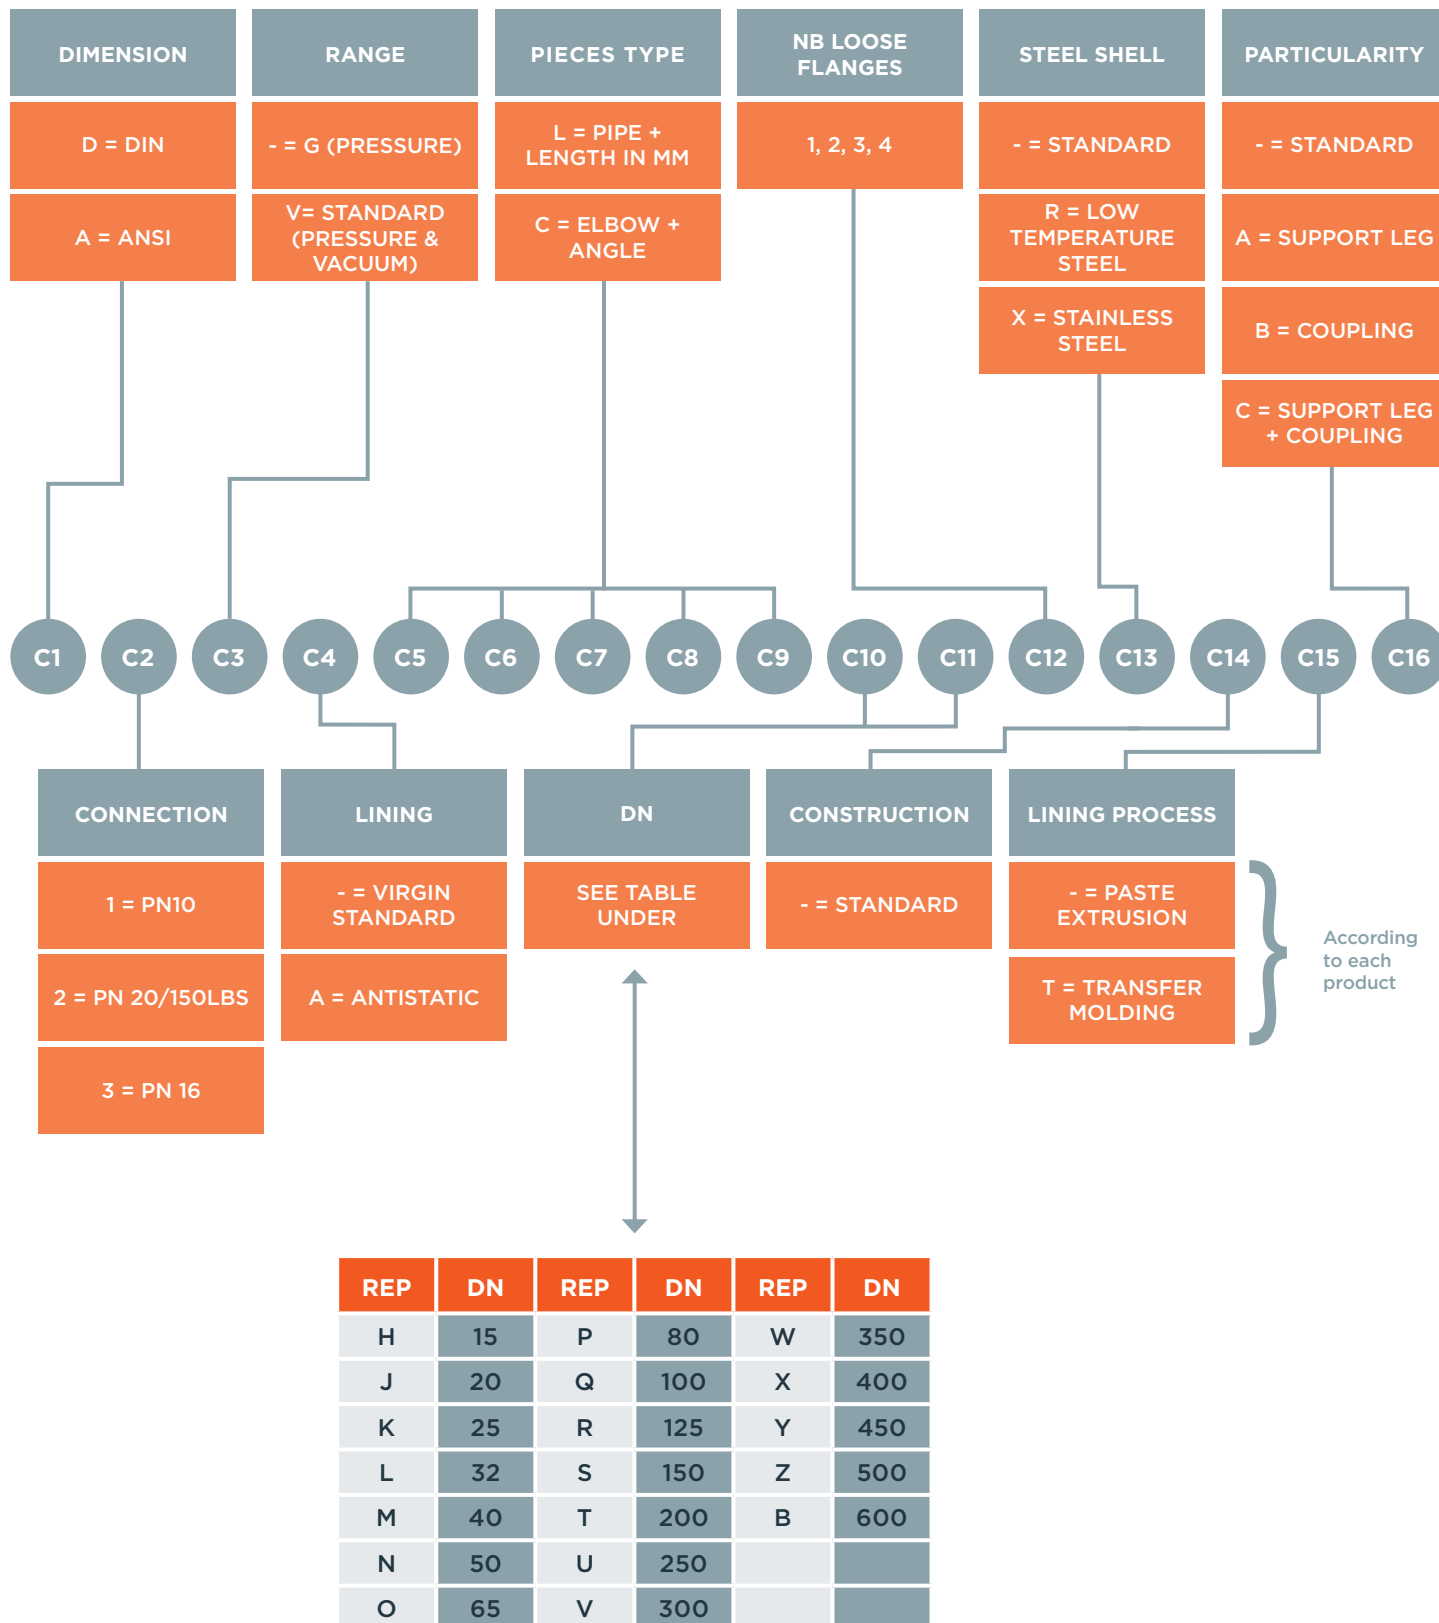 DIMENSION
D = DIN
A = ANSI
RANGE
- = G (PRESSURE)
V= STANDARD
(PRESSURE &
VACUUM)
PIECES TYPE
L = PIPE +
LENGTH IN MM
C = ELBOW +
ANGLE
NB LOOSE
FLANGES
1, 2, 3, 4
STEEL SHELL
- = STANDARD
R = LOW
TEMPERATURE
STEEL
X = STAINLESS
STEEL
PARTICULARITY
- = STANDARD
A = SUPPORT LEG
B = COUPLING
C = SUPPORT LEG
+ COUPLING
C1 C2 C3 C4 C5 C6 C7 C8 C9 C10 C11 C12 C13 C14 C15 C16
CONNECTION
1 = PN10
2 = PN 20/150LBS
3 = PN 16
LINING
- = VIRGIN
STANDARD
A = ANTISTATIC
DN
SEE TABLE
UNDER
CONSTRUCTION
- = STANDARD
LINING PROCESS
- = PASTE
EXTRUSION
T = TRANSFER
MOLDING
According
to each
product
REP DN REP DN REP DN
H 15 P 80 W 350
J 20 Q 100 X 400
K 25 R 125 Y 450
L 32 S 150 Z 500
M 40 T 200 B 600
N 50 U 250
O 65 V 300